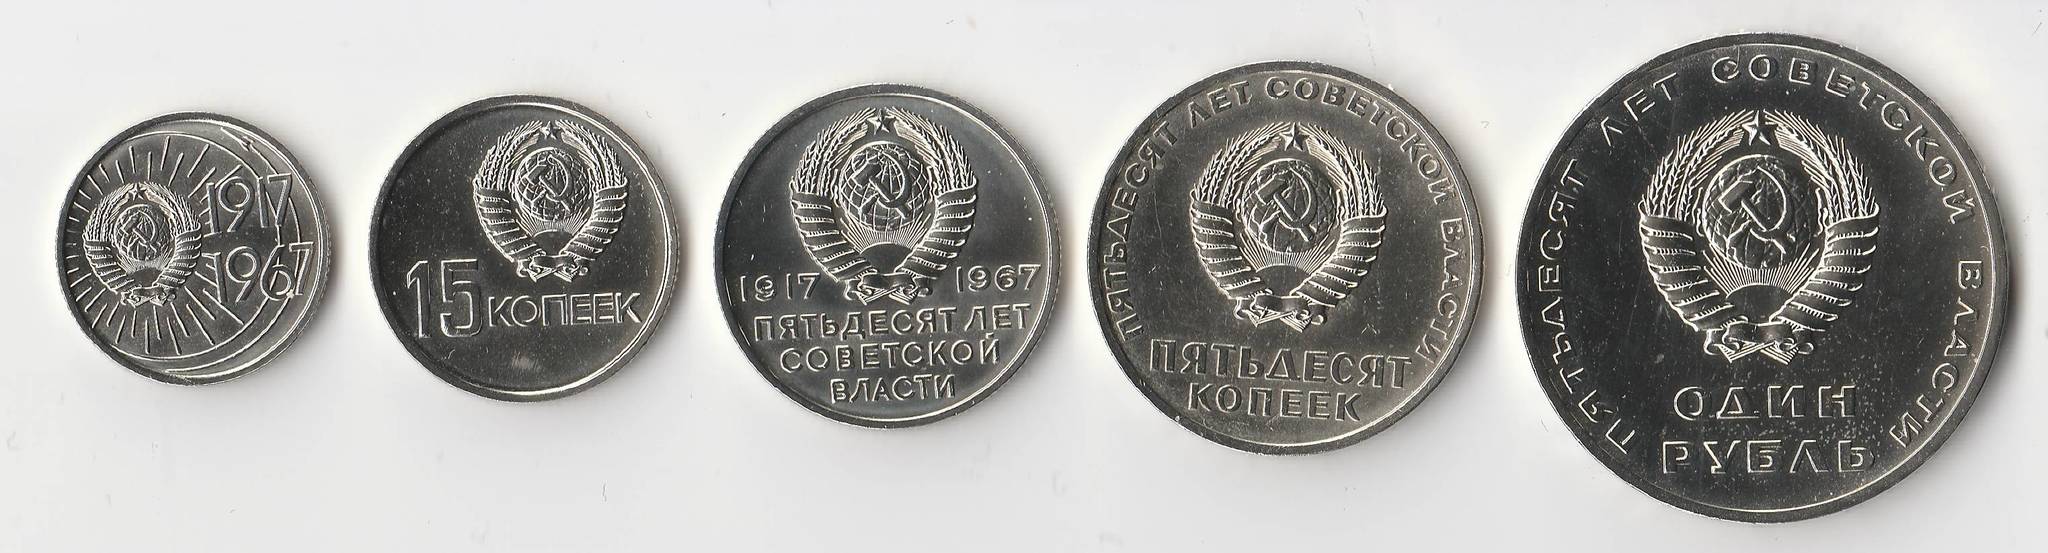 1917
1967
15 КОПЕЕК
1917 1967
ПЯТЬДЕСЯТ ЛЕТ
СОВЕТСКОЙ
ВЛАСТИ
ПЯТЬДЕСЯТ ЛЕТ СОВЕТСКОЙ ВЛАСТИ
ПЯТЬДЕСЯТ
КОПЕЕК
ПЯТЬДЕСЯТ ЛЕТ СОВЕТСКОЙ ВЛАСТИ
ОДИН
РУБЛЬ